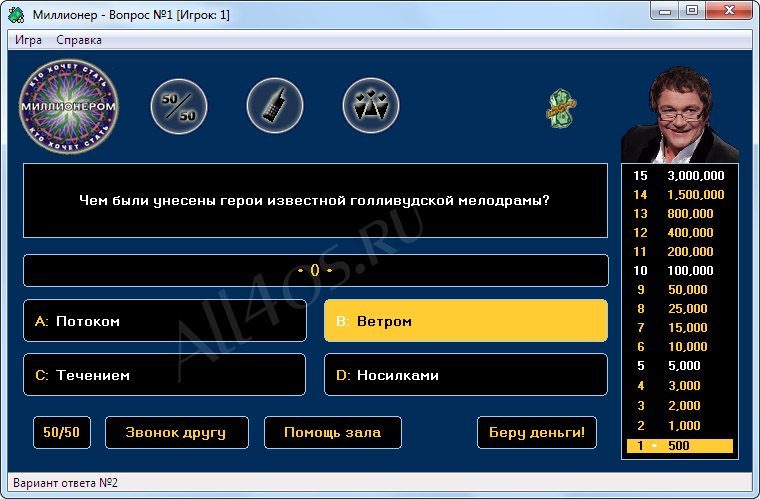 Миллионер - Вопрос №1 [Игрок: 1]
Игра Справка
КТО ХОЧЕТ СТАТЬ
МИЛЛИОНЕРОМ
КТО ХОЧЕТ СТАТЬ
50/50
Чем были унесены герои известной голливудской мелодрамы?
- 0 -
A: Потоком
B: Ветром
C: Течением
D: Носилками
50/50 Звонок другу Помощь зала Беру деньги!
15 3,000,000
14 1,500,000
13 800,000
12 400,000
11 200,000
10 100,000
9 50,000
8 25,000
7 15,000
6 10,000
5 5,000
4 3,000
3 2,000
2 1,000
1 • 500
All4os.ru
Вариант ответа №2